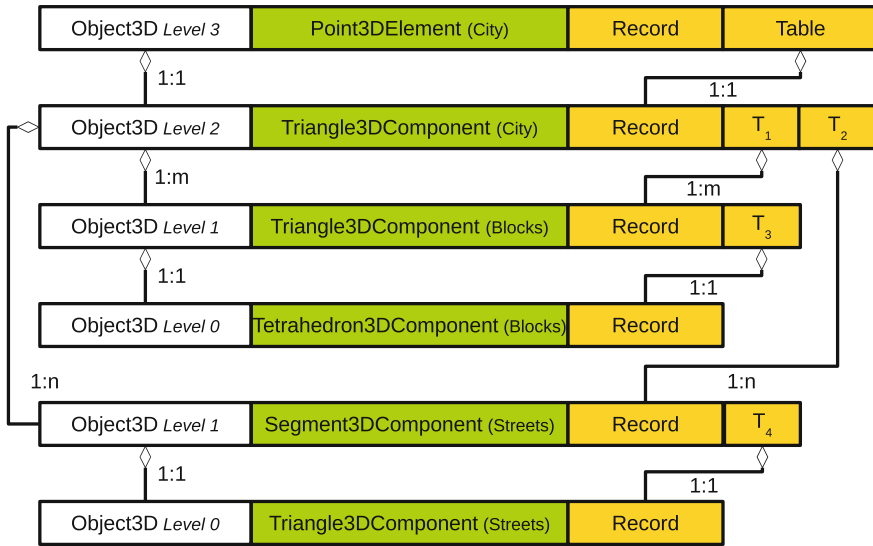 Object3D Level 3 Point3DElement (City) Record Table
1:1 1:1
Object3D Level 2 Triangle3DComponent (City) Record T1 T2
1:m 1:m
Object3D Level 1 Triangle3DComponent (Blocks) Record T3
1:1 1:1
Object3D Level 0 Tetrahedron3DComponent (Blocks) Record
1:n 1:n
Object3D Level 1 Segment3DComponent (Streets) Record T4
1:1 1:1
Object3D Level 0 Triangle3DComponent (Streets) Record